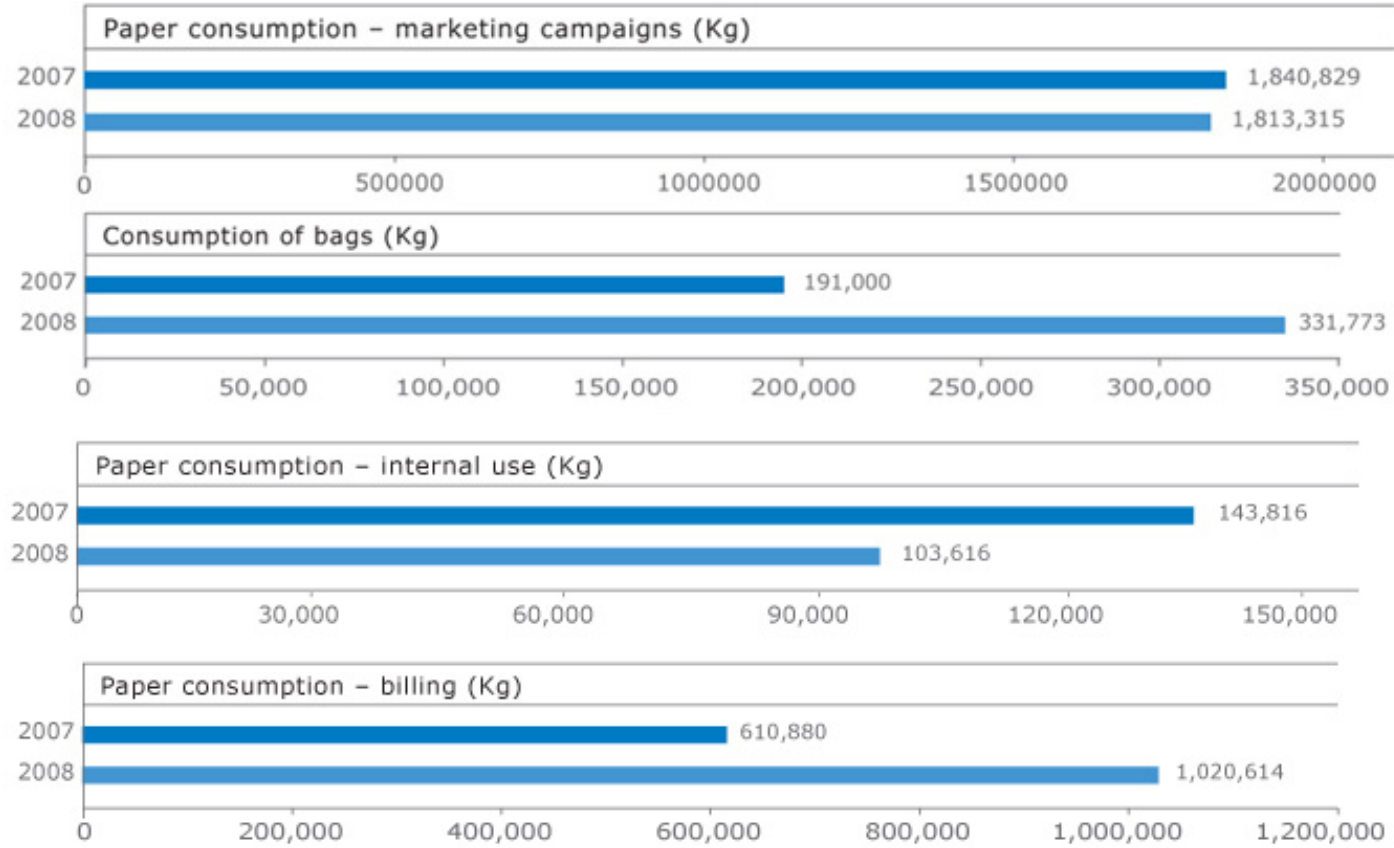 Paper consumption – marketing campaigns (Kg)
2007 1,840,829
2008 1,813,315
0 500000 1000000 1500000 2000000
Consumption of bags (Kg)
2007 191,000
2008 331,773
0 50,000 100,000 150,000 200,000 250,000 300,000 350,000
Paper consumption – internal use (Kg)
2007 143,816
2008 103,616
0 30,000 60,000 90,000 120,000 150,000
Paper consumption – billing (Kg)
2007 610,880
2008 1,020,614
0 200,000 400,000 600,000 800,000 1,000,000 1,200,000